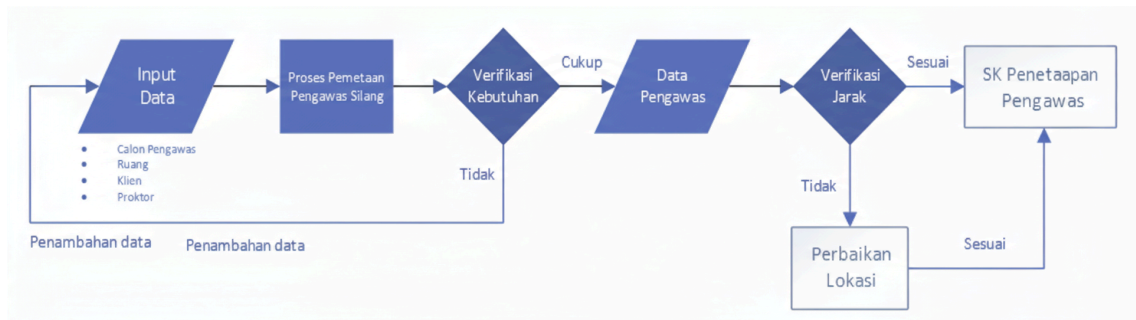 Input
Data
Proses Pemetaan
Pengawas Silang
Verifikasi
Kebutuhan
Cukup
Data
Pengawas
Verifikasi
Jarak
Sesuai
SK Penetaapan
Pengawas
• Calon Pengawas
• Ruang
• Klien
• Proktor
Tidak
Tidak
Penambahan data
Penambahan data
Perbaikan
Lokasi
Sesuai